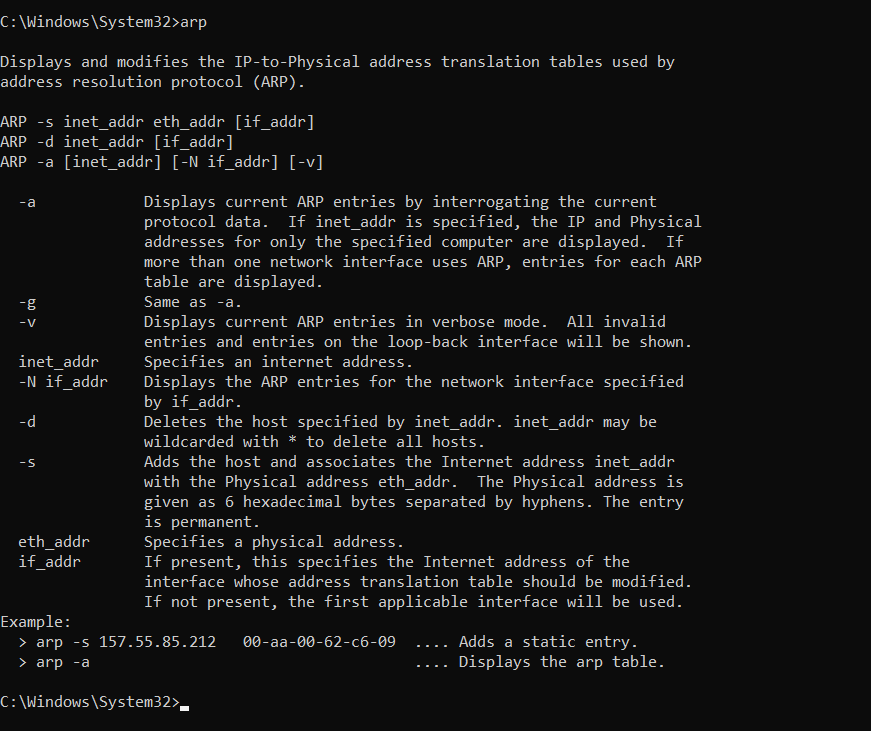 C:\Windows\System32>arp
Displays and modifies the IP-to-Physical address translation tables used by
address resolution protocol (ARP).
ARP -s inet_addr eth_addr [if_addr]
ARP -d inet_addr [if_addr]
ARP -a [inet_addr] [-N if_addr] [-v]
  -a            Displays current ARP entries by interrogating the current
                protocol data.  If inet_addr is specified, the IP and Physical
                addresses for only the specified computer are displayed.  If
                more than one network interface uses ARP, entries for each ARP
                table are displayed.
  -g            Same as -a.
  -v            Displays current ARP entries in verbose mode.  All invalid
                entries and entries on the loop-back interface will be shown.
  inet_addr     Specifies an internet address.
  -N if_addr    Displays the ARP entries for the network interface specified
                by if_addr.
  -d            Deletes the host specified by inet_addr. inet_addr may be
                wildcarded with * to delete all hosts.
  -s            Adds the host and associates the Internet address inet_addr
                with the Physical address eth_addr.  The Physical address is
                given as 6 hexadecimal bytes separated by hyphens. The entry
                is permanent.
  eth_addr      Specifies a physical address.
  if_addr       If present, this specifies the Internet address of the
                interface whose address translation table should be modified.
                If not present, the first applicable interface will be used.
Example:
  > arp -s 157.55.85.212   00-aa-00-62-c6-09  .... Adds a static entry.
  > arp -a                                    .... Displays the arp table.
C:\Windows\System32>